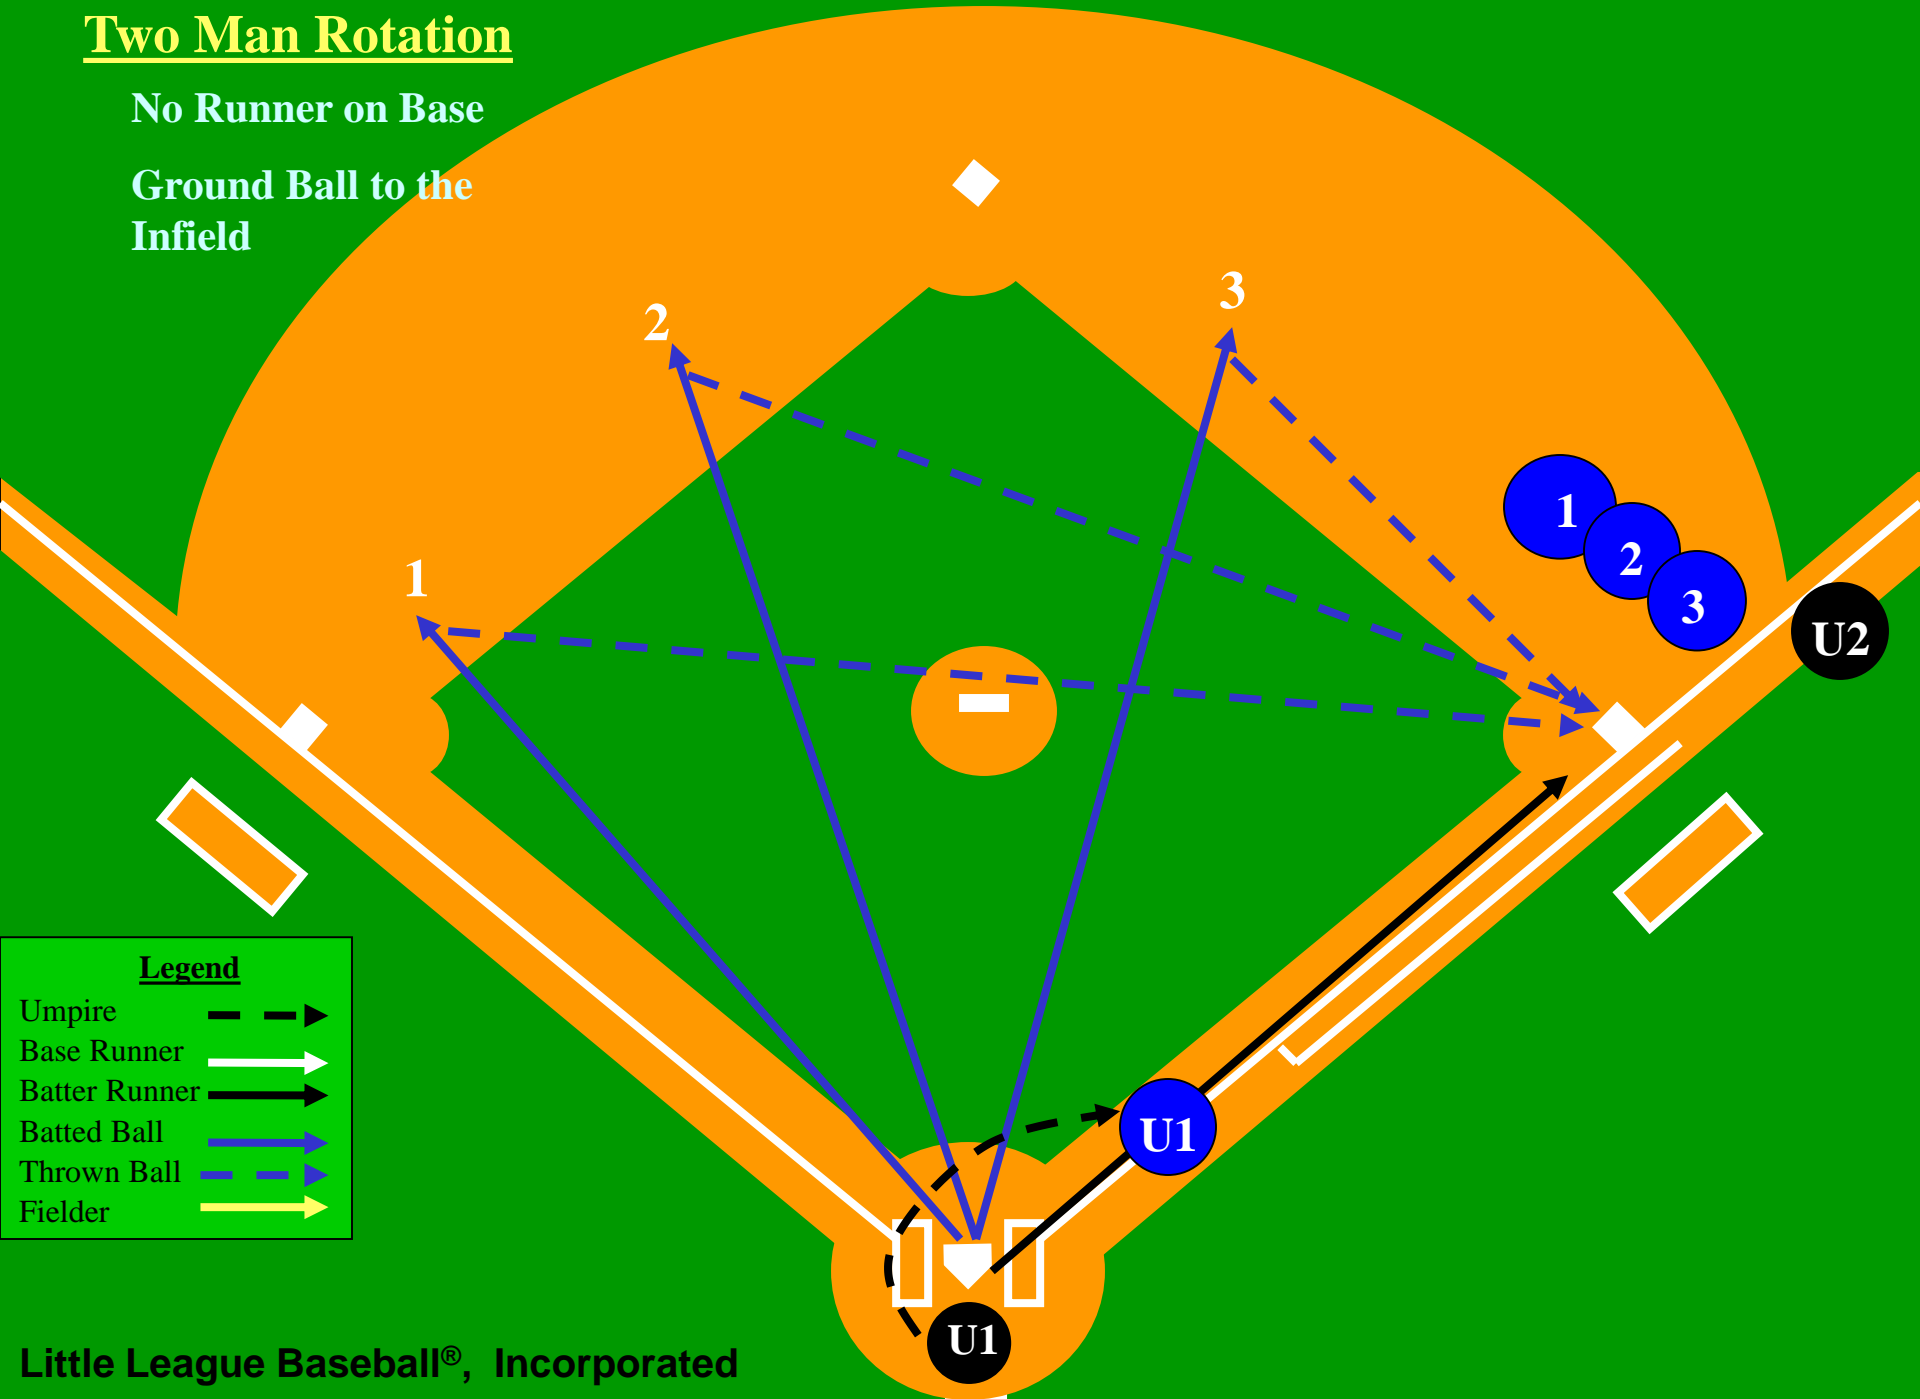 Two Man Rotation
No Runner on Base
Ground Ball to the
Infield
3
2
1
1
2
3
U2
Legend
Umpire
Base Runner
Batter Runner
Batted Ball
Thrown Ball
Fielder
U1
U1
Little League Baseball®, Incorporated